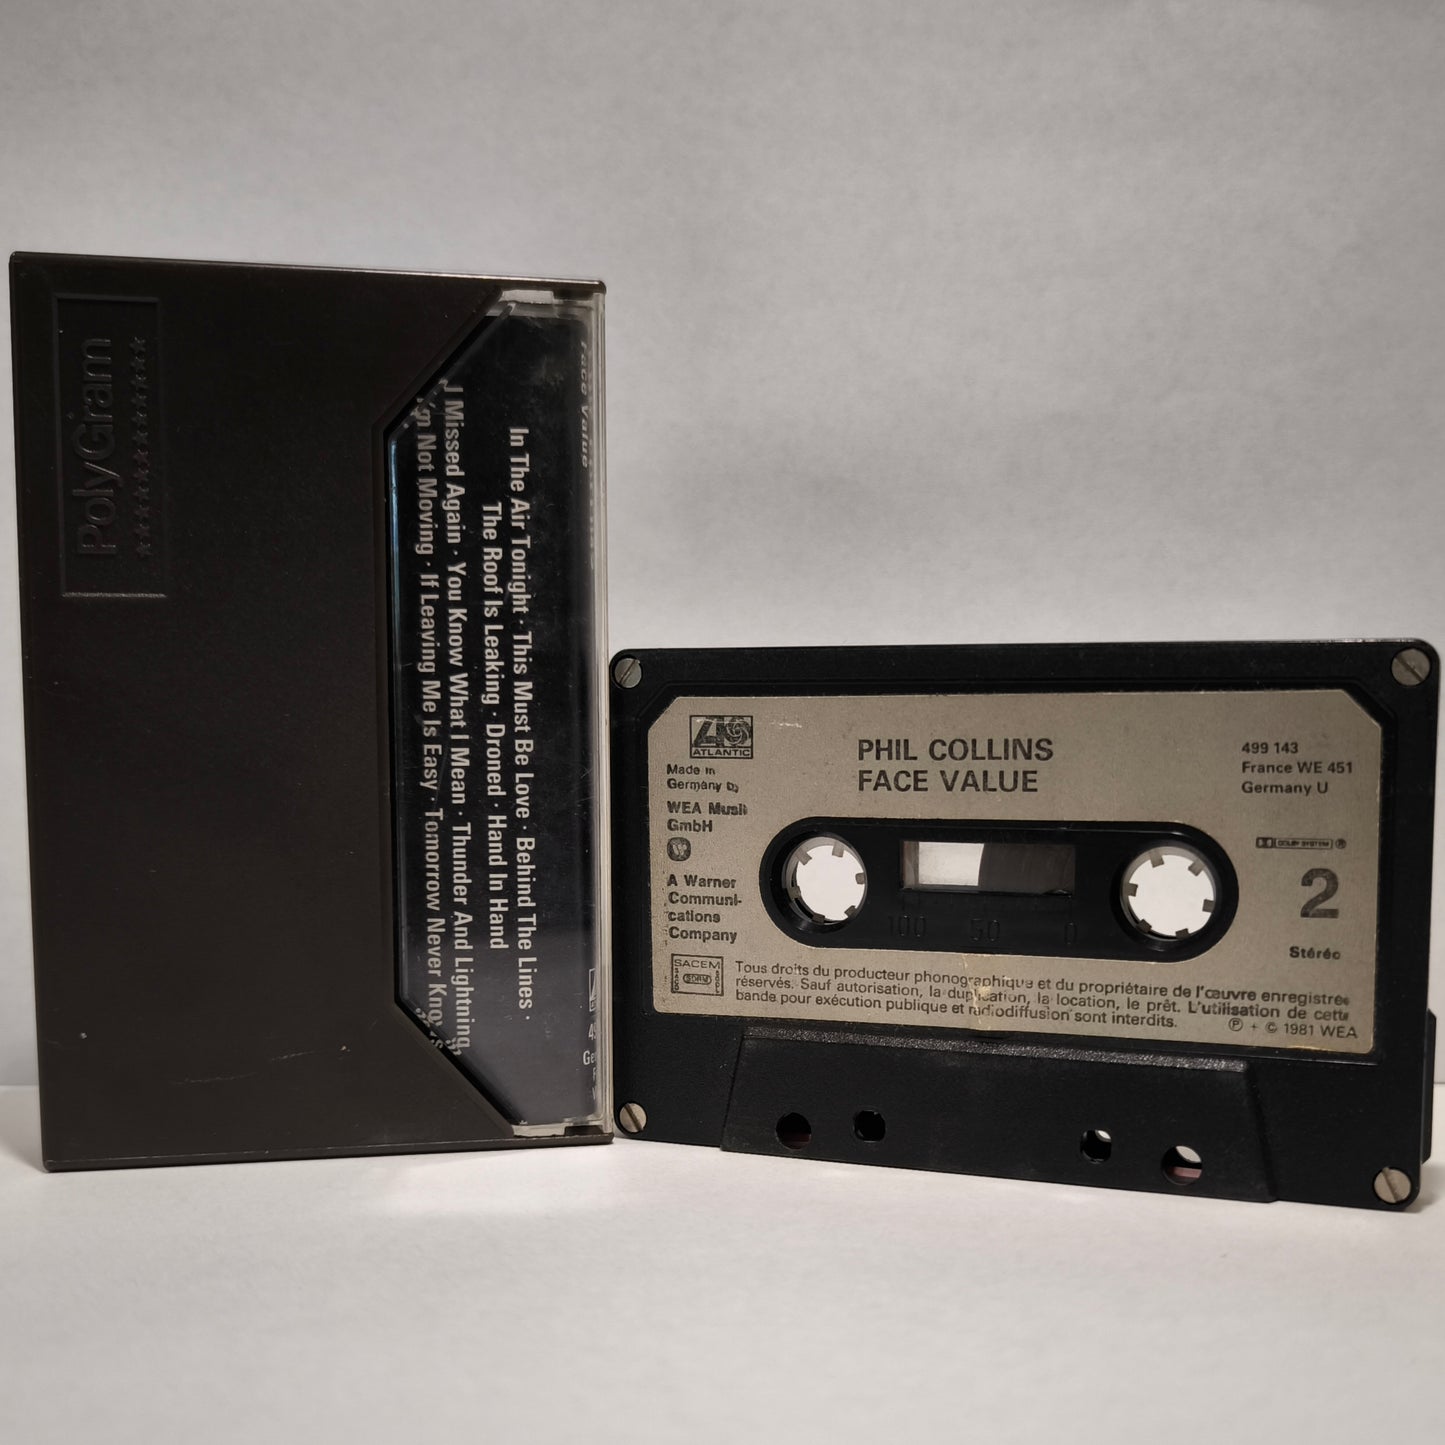 PolyGram
Face Value
In The Air Tonight · This Must Be Love · Behind The Lines ·
The Roof Is Leaking · Droned · Hand In Hand
I Missed Again · You Know What I Mean · Thunder And Lightning
I'm Not Moving · If Leaving Me Is Easy · Tomorrow Never
ATLANTIC
Made in
Germany by
WEA Musik
GmbH
A Warner
Communi-
cations
Company
PHIL COLLINS
FACE VALUE
499 143
France WE 451
Germany U
DOLBY SYSTEM ®
2
Stéréo
100 50 0
SACEM
Tous droits du producteur phonographique et du propriétaire de l'œuvre enregistrée
réservés. Sauf autorisation, la duplication, la location, le prêt. L'utilisation de cette
bande pour exécution publique et radiodiffusion sont interdits.
℗ + © 1981 WEA